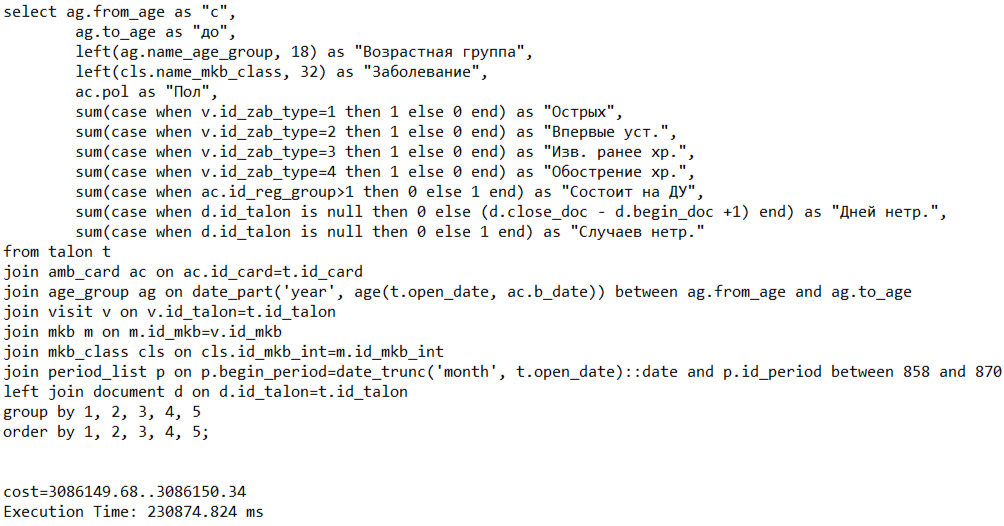 select ag.from_age as "с",
ag.to_age as "до",
left(ag.name_age_group, 18) as "Возрастная группа",
left(cls.name_mkb_class, 32) as "Заболевание",
ac.pol as "Пол",
sum(case when v.id_zab_type=1 then 1 else 0 end) as "Острых",
sum(case when v.id_zab_type=2 then 1 else 0 end) as "Впервые уст.",
sum(case when v.id_zab_type=3 then 1 else 0 end) as "Изв. ранее хр.",
sum(case when v.id_zab_type=4 then 1 else 0 end) as "Обострение хр.",
sum(case when ac.id_reg_group>1 then 0 else 1 end) as "Состоит на ДУ",
sum(case when d.id_talon is null then 0 else (d.close_doc - d.begin_doc +1) end) as "Дней нетр.",
sum(case when d.id_talon is null then 0 else 1 end) as "Случаев нетр."
from talon t
join amb_card ac on ac.id_card=t.id_card
join age_group ag on date_part('year', age(t.open_date, ac.b_date)) between ag.from_age and ag.to_age
join visit v on v.id_talon=t.id_talon
join mkb m on m.id_mkb=v.id_mkb
join mkb_class cls on cls.id_mkb_int=m.id_mkb_int
join period_list p on p.begin_period=date_trunc('month', t.open_date)::date and p.id_period between 858 and 870
left join document d on d.id_talon=t.id_talon
group by 1, 2, 3, 4, 5
order by 1, 2, 3, 4, 5;
cost=3086149.68..3086150.34
Execution Time: 230874.824 ms